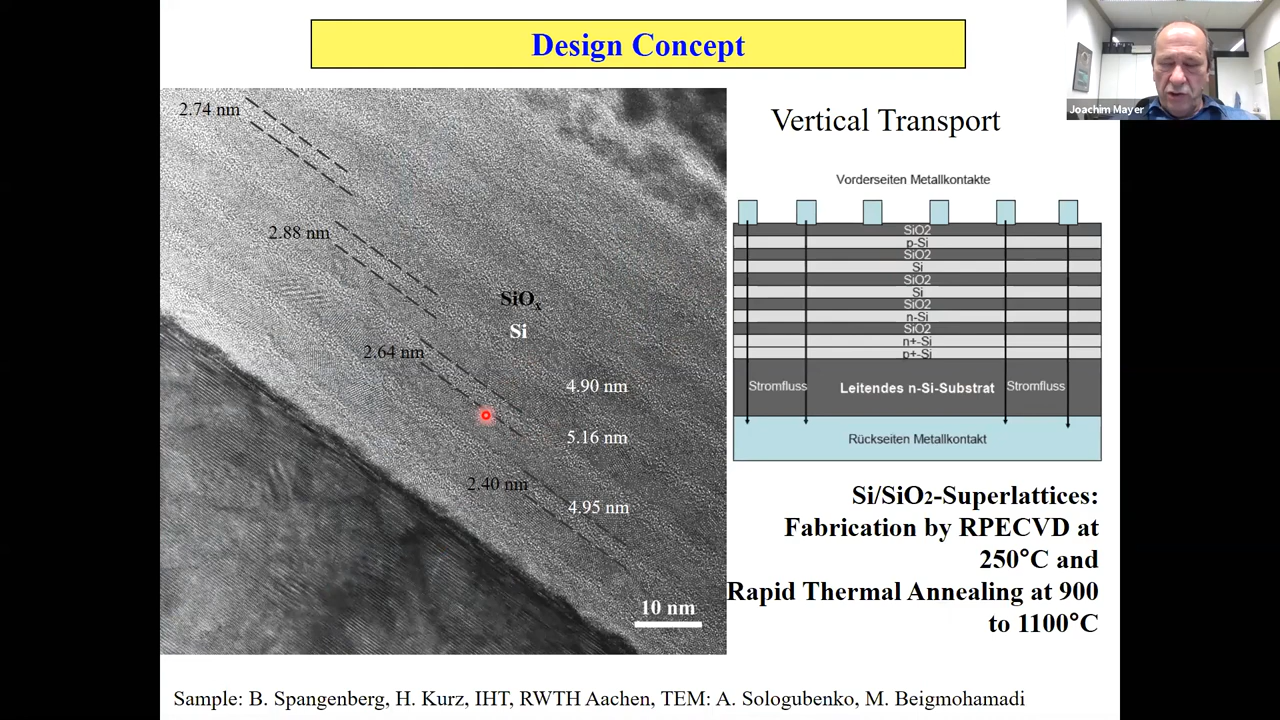 Design Concept
Joachim Mayer
2.74 nm
2.88 nm
SiOx
Si
2.64 nm
4.90 nm
5.16 nm
2.40 nm
4.95 nm
10 nm
Vertical Transport
Vorderseiten Metallkontakte
SiO2
p-Si
SiO2
Si
SiO2
Si
SiO2
n-Si
SiO2
n+-Si
p+-Si
Stromfluss Leitendes n-Si-Substrat Stromfluss
Rückseiten Metallkontakt
Si/SiO2-Superlattices:
Fabrication by RPECVD at
250°C and
Rapid Thermal Annealing at 900
to 1100°C
Sample: B. Spangenberg, H. Kurz, IHT, RWTH Aachen, TEM: A. Sologubenko, M. Beigmohamadi